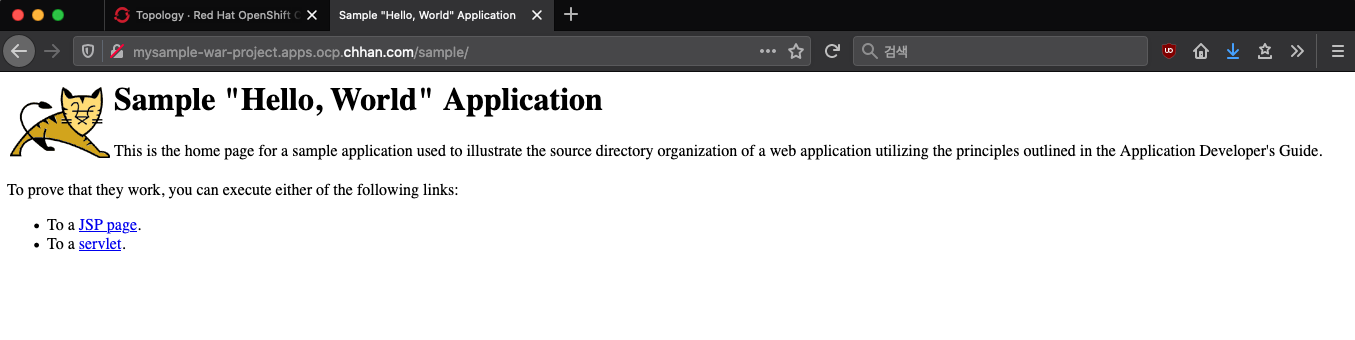 Topology · Red Hat OpenShift C
Sample "Hello, World" Application
mysample-war-project.apps.ocp.chhan.com/sample/
검색
Sample "Hello, World" Application
This is the home page for a sample application used to illustrate the source directory organization of a web application utilizing the principles outlined in the Application Developer's Guide.
To prove that they work, you can execute either of the following links:
• To a JSP page.
• To a servlet.